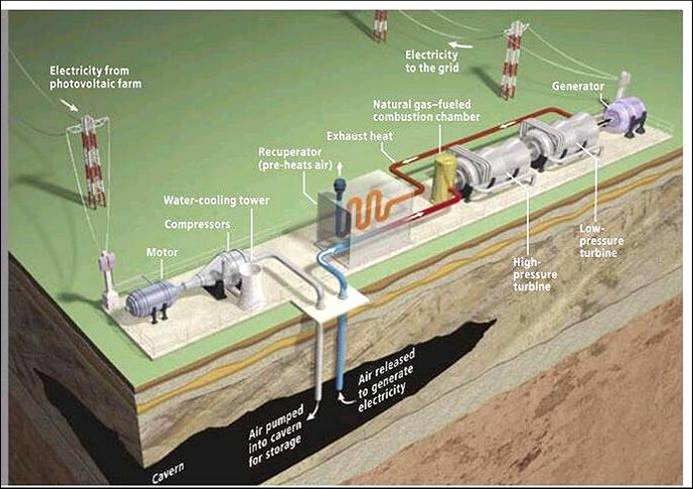 Electricity from
photovoltaic farm
Electricity
to the grid
Generator
Natural gas–fueled
combustion chamber
Exhaust heat
Recuperator
(pre-heats air)
Water-cooling tower
Compressors
Motor
Low-
pressure
turbine
High-
pressure
turbine
Air released
to generate
electricity
Air pumped
into cavern
for storage
Cavern